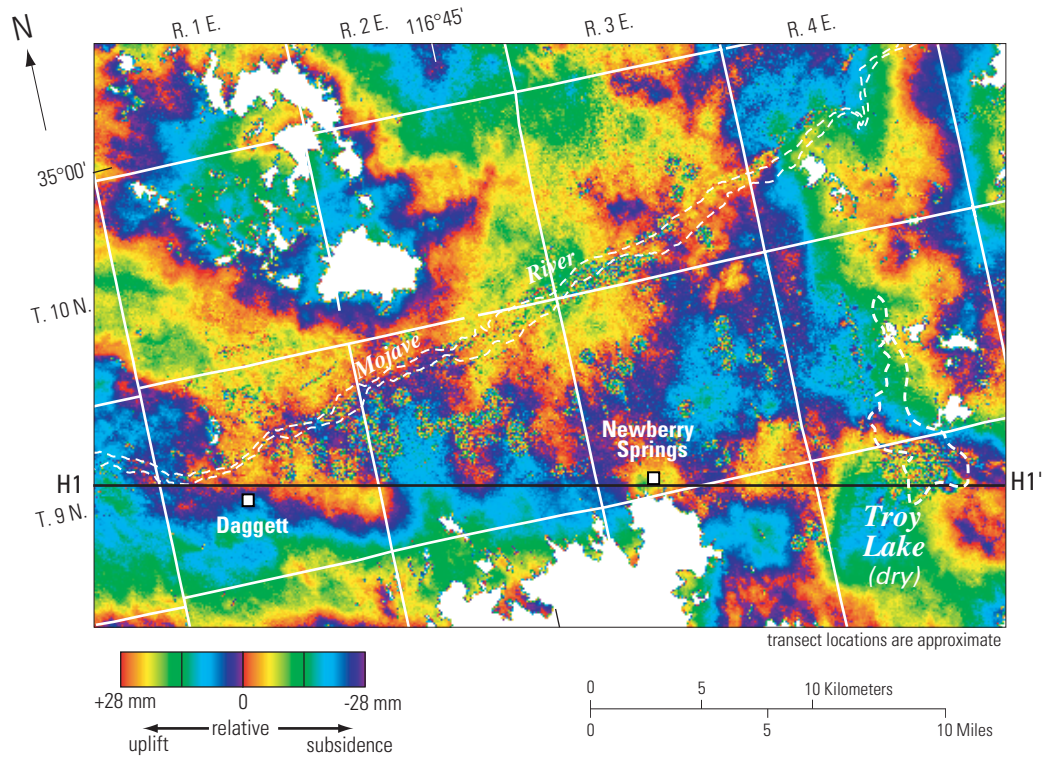 N
R. 1 E.
R. 2 E.
116°45'
R. 3 E.
R. 4 E.
35°00'
T. 10 N.
River
Mojave
Newberry
Springs
H1
H1'
T. 9 N.
Daggett
Troy
Lake
(dry)
transect locations are approximate
+28 mm
0
-28 mm
relative
uplift
subsidence
0
5
10 Kilometers
0
5
10 Miles